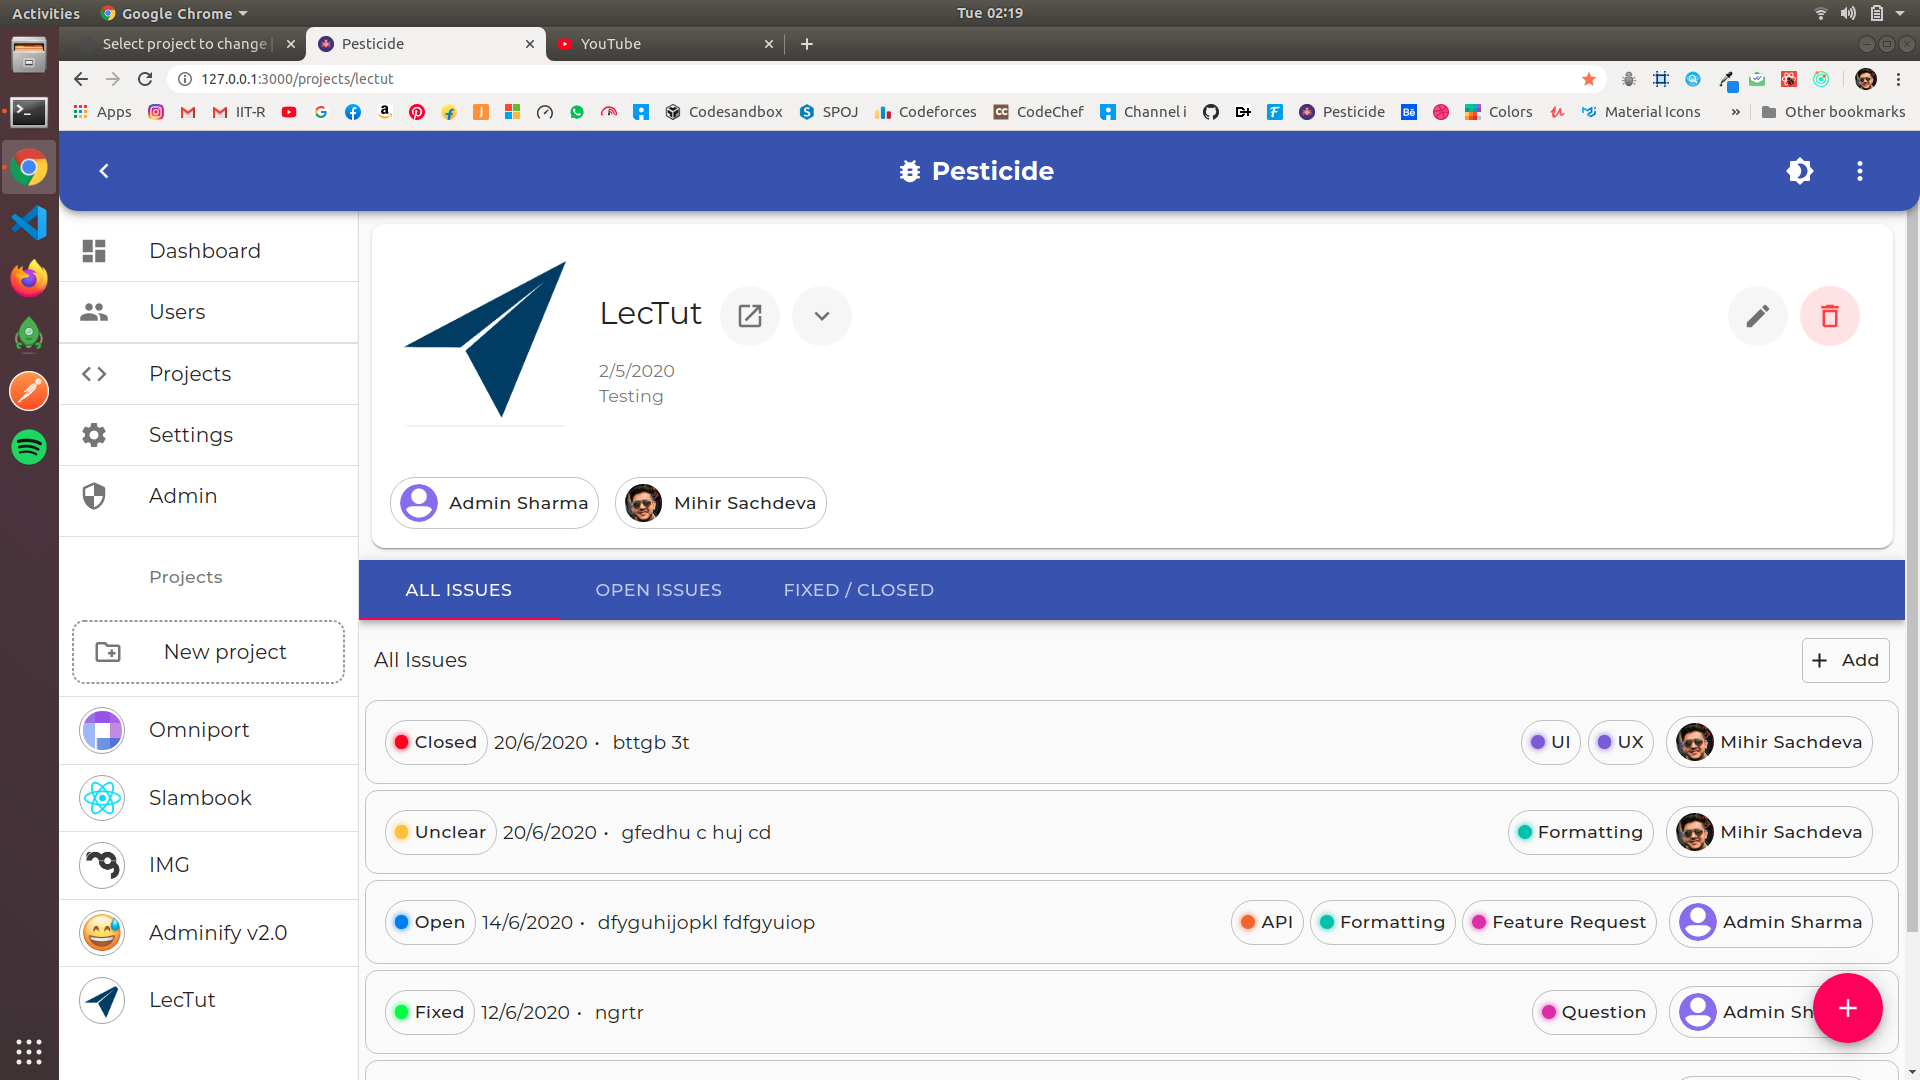 Activities Google Chrome Tue 02:19
Select project to change Pesticide YouTube
127.0.0.1:3000/projects/lectut
Apps IIT-R Codesandbox SPOJ Codeforces CodeChef Channel i Pesticide Colors Material Icons » Other bookmarks
Pesticide
Dashboard
Users
Projects
Settings
Admin
Projects
New project
Omniport
Slambook
IMG
Adminify v2.0
LecTut
LecTut
2/5/2020
Testing
Admin Sharma Mihir Sachdeva
ALL ISSUES OPEN ISSUES FIXED / CLOSED
All Issues + Add
Closed 20/6/2020 • bttgb 3t UI UX Mihir Sachdeva
Unclear 20/6/2020 • gfedhu c huj cd Formatting Mihir Sachdeva
Open 14/6/2020 • dfyguhijopkl fdfgyuiop API Formatting Feature Request Admin Sharma
Fixed 12/6/2020 • ngrtr Question Admin Sh